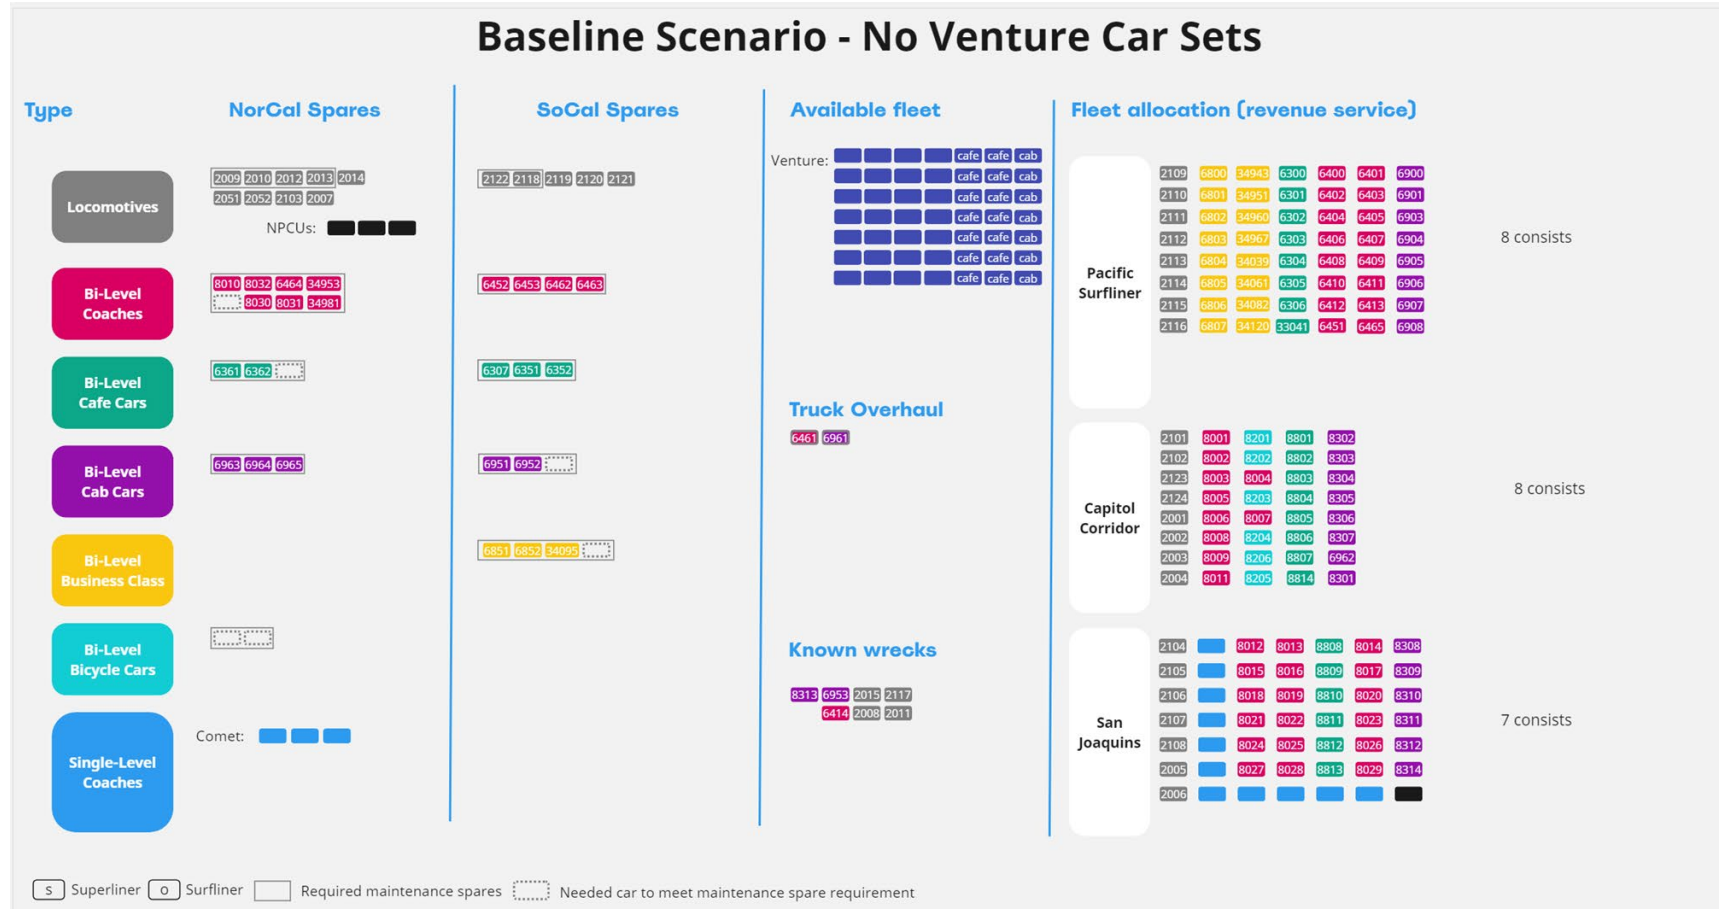 Baseline Scenario - No Venture Car Sets
Type
NorCal Spares
SoCal Spares
Available fleet
Fleet allocation (revenue service)
Locomotives
2009 2010 2012 2013 2014
2051 2052 2103 2007
NPCUs:
2122 2118 2119 2120 2121
Bi-Level
Coaches
8010 8032 6464 34953
8030 8031 34981
6452 6453 6462 6463
Bi-Level
Cafe Cars
6361 6362
6307 6351 6352
Bi-Level
Cab Cars
6963 6964 6965
6951 6952
Bi-Level
Business Class
6851 6852 34095
Bi-Level
Bicycle Cars
Single-Level
Coaches
Comet:
Venture:
cafe cafe cab
cafe cafe cab
cafe cafe cab
cafe cafe cab
cafe cafe cab
cafe cafe cab
cafe cafe cab
Truck Overhaul
6461 6961
Known wrecks
8313 6953 2015 2117
6414 2008 2011
Pacific
Surfliner
2109 6800 34943 6300 6400 6401 6900
2110 6801 34951 6301 6402 6403 6901
2111 6802 34960 6302 6404 6405 6903
2112 6803 34967 6303 6406 6407 6904
2113 6804 34039 6304 6408 6409 6905
2114 6805 34061 6305 6410 6411 6906
2115 6806 34082 6306 6412 6413 6907
2116 6807 34120 33041 6451 6465 6908
8 consists
Capitol
Corridor
2101 8001 8201 8801 8302
2102 8002 8202 8802 8303
2123 8003 8004 8803 8304
2124 8005 8203 8804 8305
2001 8006 8007 8805 8306
2002 8008 8204 8806 8307
2003 8009 8206 8807 6962
2004 8011 8205 8814 8301
8 consists
San
Joaquins
2104 8012 8013 8808 8014 8308
2105 8015 8016 8809 8017 8309
2106 8018 8019 8810 8020 8310
2107 8021 8022 8811 8023 8311
2108 8024 8025 8812 8026 8312
2005 8027 8028 8813 8029 8314
2006
7 consists
S Superliner O Surfliner Required maintenance spares Needed car to meet maintenance spare requirement